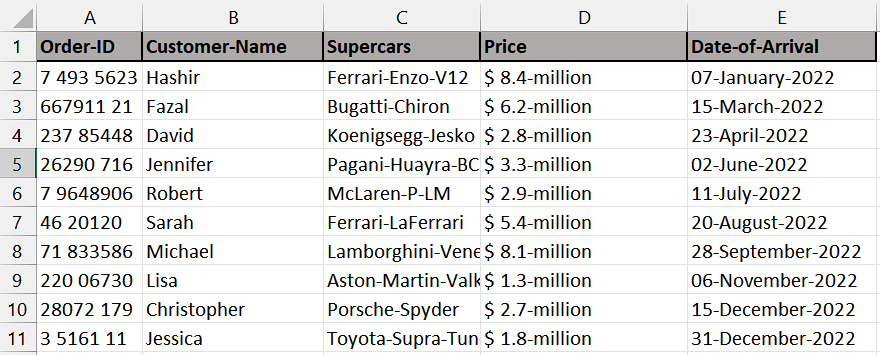 A B C D E
1 Order-ID Customer-Name Supercars Price Date-of-Arrival
2 7 493 5623 Hashir Ferrari-Enzo-V12 $ 8.4-million 07-January-2022
3 667911 21 Fazal Bugatti-Chiron $ 6.2-million 15-March-2022
4 237 85448 David Koenigsegg-Jesko $ 2.8-million 23-April-2022
5 26290 716 Jennifer Pagani-Huayra-BC $ 3.3-million 02-June-2022
6 7 9648906 Robert McLaren-P-LM $ 2.9-million 11-July-2022
7 46 20120 Sarah Ferrari-LaFerrari $ 5.4-million 20-August-2022
8 71 833586 Michael Lamborghini-Vene $ 8.1-million 28-September-2022
9 220 06730 Lisa Aston-Martin-Valk $ 1.3-million 06-November-2022
10 28072 179 Christopher Porsche-Spyder $ 2.7-million 15-December-2022
11 3 5161 11 Jessica Toyota-Supra-Tun $ 1.8-million 31-December-2022